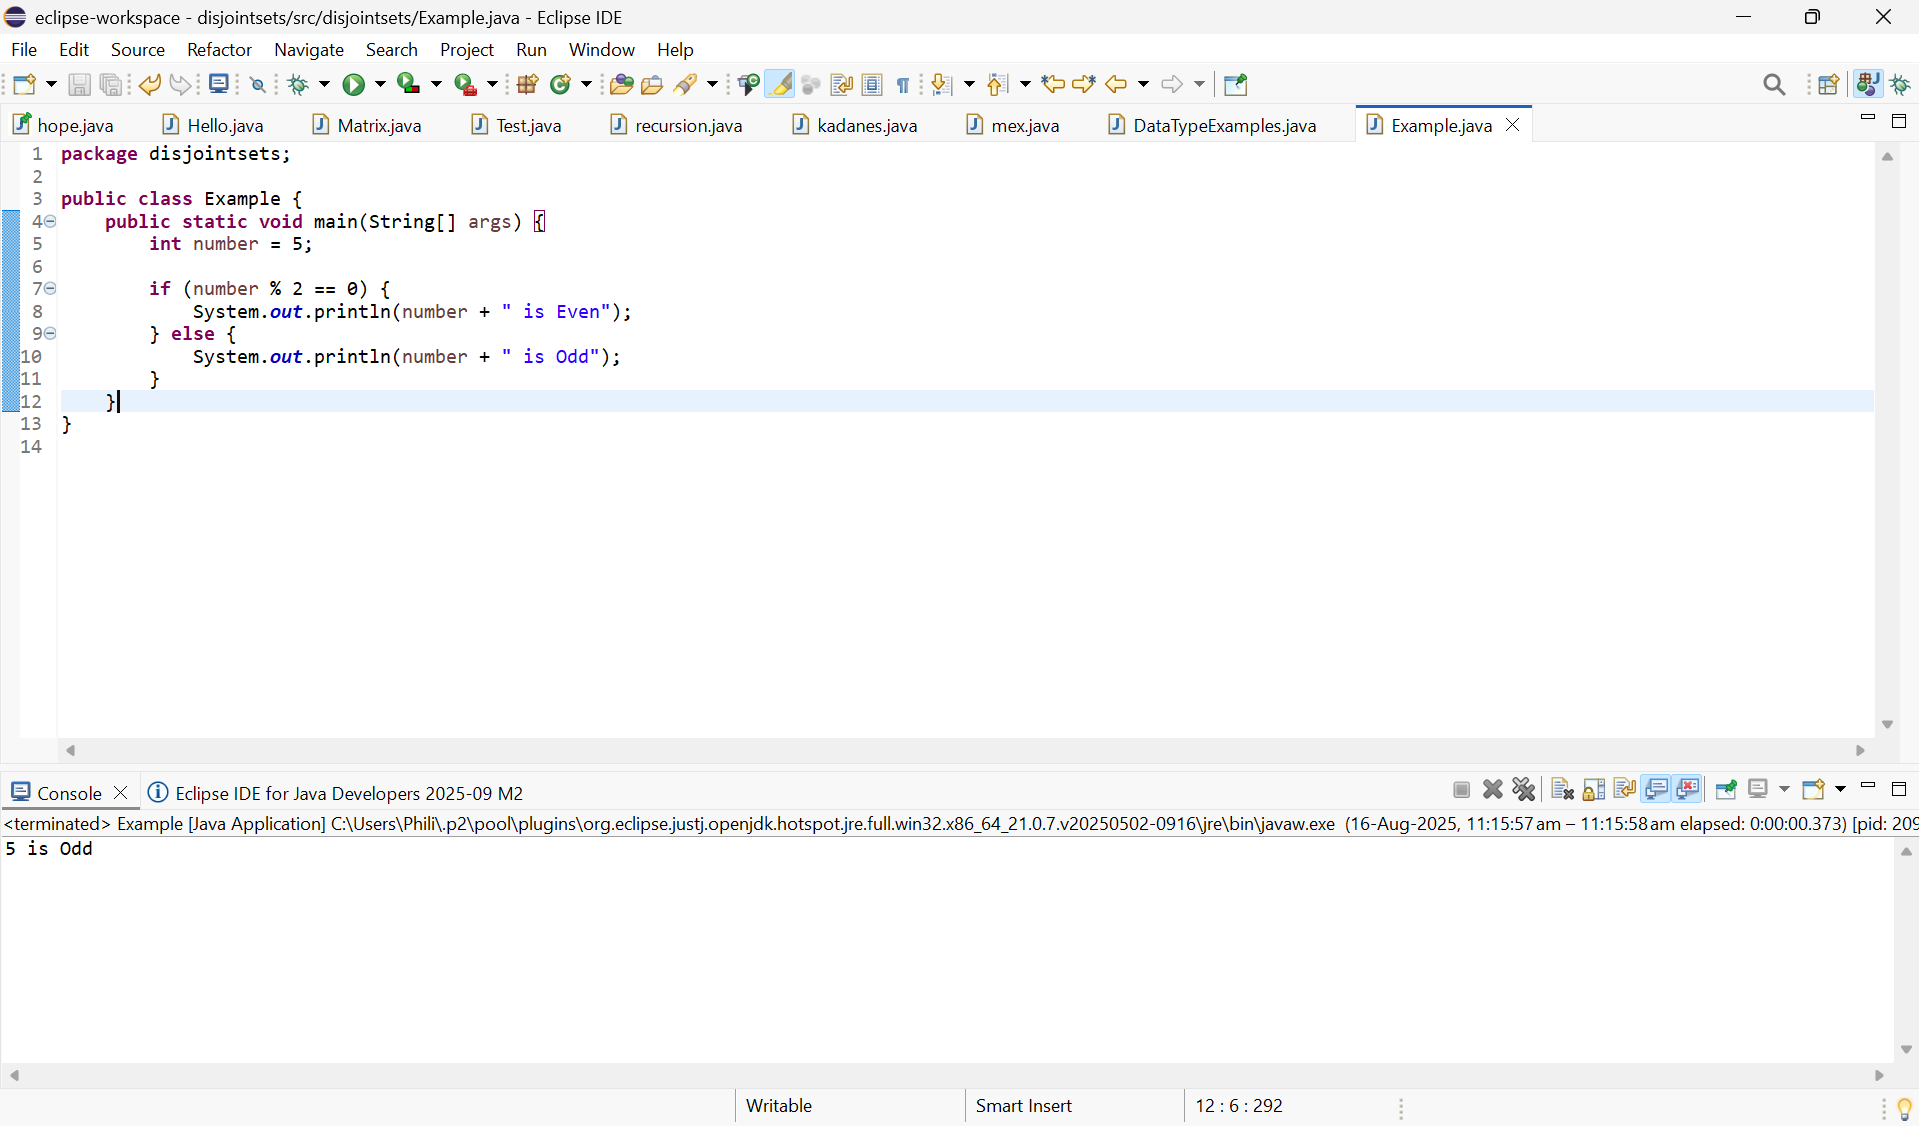 eclipse-workspace - disjointsets/src/disjointsets/Example.java - Eclipse IDE
File Edit Source Refactor Navigate Search Project Run Window Help
hope.java Hello.java Matrix.java Test.java recursion.java kadanes.java mex.java DataTypeExamples.java Example.java
1 package disjointsets;
2
3 public class Example {
4     public static void main(String[] args) {
5         int number = 5;
6
7         if (number % 2 == 0) {
8             System.out.println(number + " is Even");
9         } else {
10             System.out.println(number + " is Odd");
11         }
12     }
13 }
14
Console Eclipse IDE for Java Developers 2025-09 M2
<terminated> Example [Java Application] C:\Users\Phili\.p2\pool\plugins\org.eclipse.justj.openjdk.hotspot.jre.full.win32.x86_64_21.0.7.v20250502-0916\jre\bin\javaw.exe (16-Aug-2025, 11:15:57 am – 11:15:58 am elapsed: 0:00:00.373) [pid: 209
5 is Odd
Writable Smart Insert 12 : 6 : 292